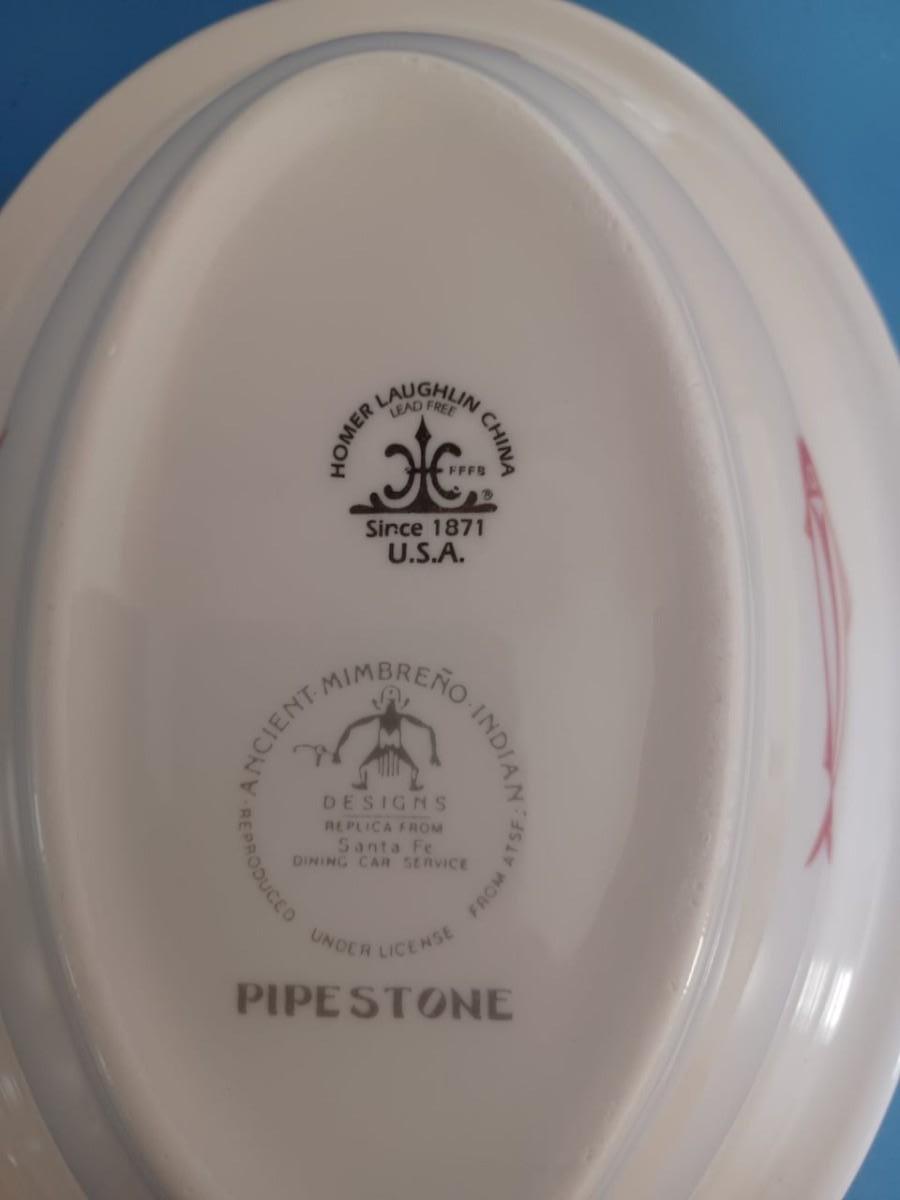 HOMER LAUGHLIN CHINA
LEAD FREE
FFFB
®
Since 1871
U.S.A.
·ANCIENT·MIMBREÑO·INDIAN·
DESIGNS
REPLICA FROM
Santa Fe
DINING CAR SERVICE
REPRODUCED UNDER LICENSE FROM ATSF
PIPESTONE